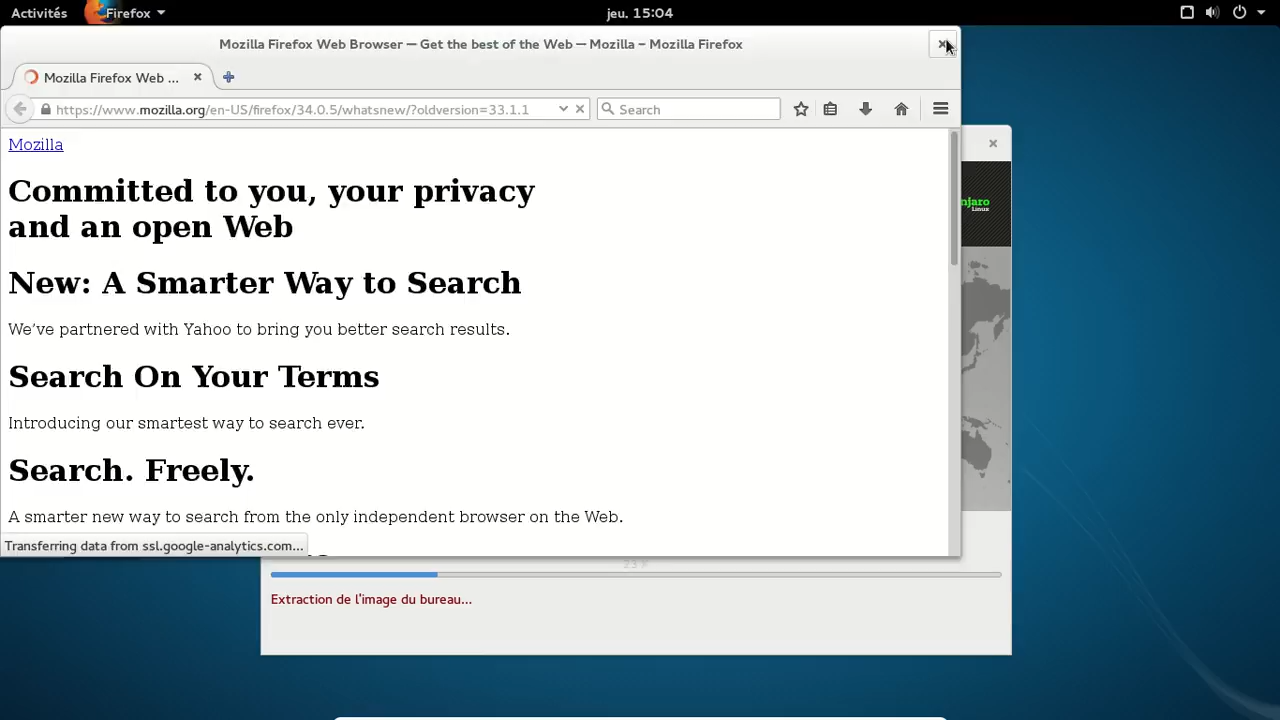 Activités Firefox jeu. 15:04
Mozilla Firefox Web Browser — Get the best of the Web — Mozilla – Mozilla Firefox
Mozilla Firefox Web ...
https://www.mozilla.org/en-US/firefox/34.0.5/whatsnew/?oldversion=33.1.1 Search
Mozilla
Committed to you, your privacy
and an open Web
New: A Smarter Way to Search
We’ve partnered with Yahoo to bring you better search results.
Search On Your Terms
Introducing our smartest way to search ever.
Search. Freely.
A smarter new way to search from the only independent browser on the Web.
Transferring data from ssl.google-analytics.com...
njaro
Linux
23 %
Extraction de l'image du bureau...